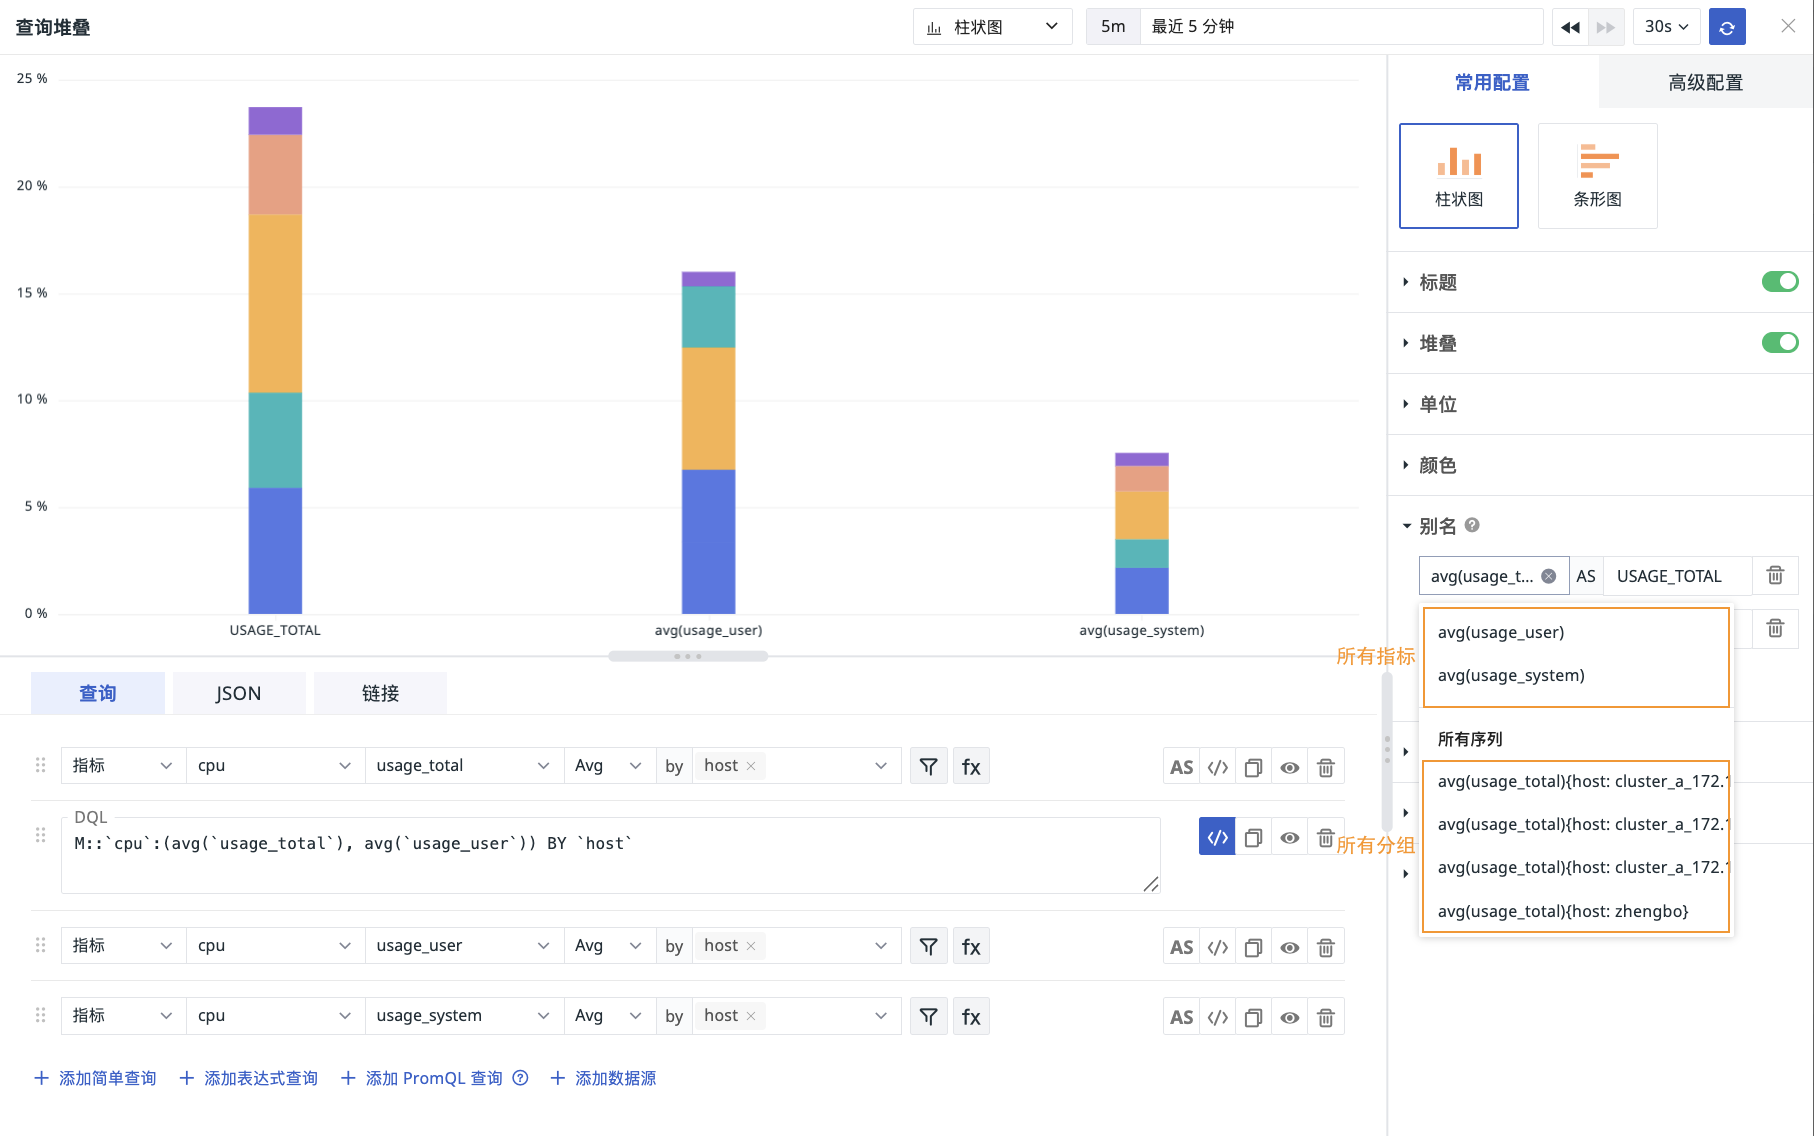 查询堆叠
柱状图
5m 最近 5 分钟
30s
25 %
20 %
15 %
10 %
5 %
0 %
USAGE_TOTAL
avg(usage_user)
avg(usage_system)
常用配置
高级配置
柱状图
条形图
标题
堆叠
单位
颜色
别名
avg(usage_t... AS USAGE_TOTAL
所有指标
avg(usage_user)
avg(usage_system)
所有序列
所有分组
avg(usage_total){host: cluster_a_172.1
avg(usage_total){host: cluster_a_172.1
avg(usage_total){host: cluster_a_172.1
avg(usage_total){host: zhengbo}
查询 JSON 链接
指标 cpu usage_total Avg by host fx AS </>
DQL
M::`cpu`:(avg(`usage_total`), avg(`usage_user`)) BY `host` </>
指标 cpu usage_user Avg by host fx AS </>
指标 cpu usage_system Avg by host fx AS </>
添加简单查询 添加表达式查询 添加 PromQL 查询 添加数据源